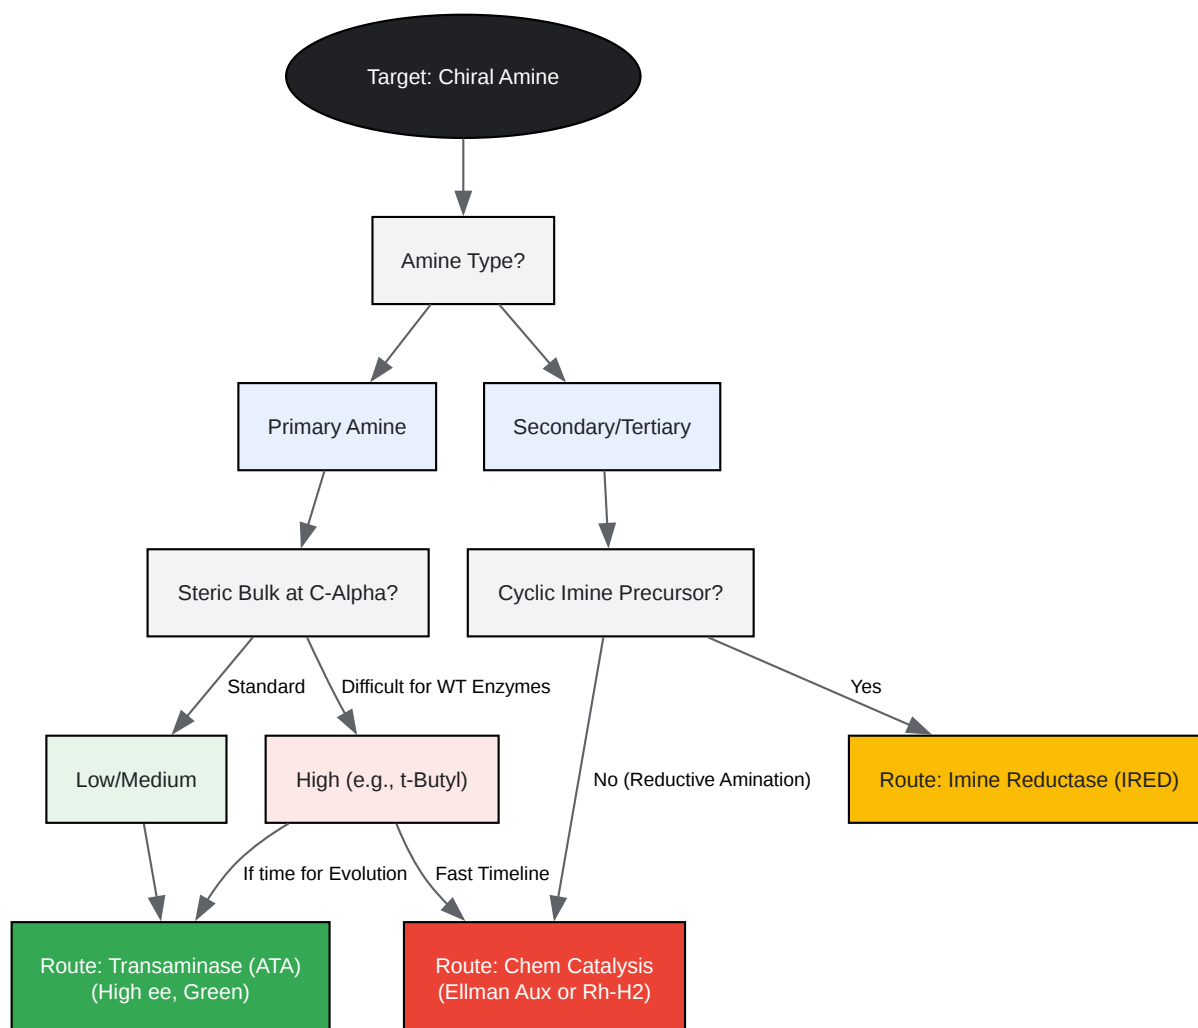 Target: Chiral Amine
Amine Type?
Primary Amine
Secondary/Tertiary
Steric Bulk at C-Alpha?
Cyclic Imine Precursor?
Standard
Difficult for WT Enzymes
Yes
Low/Medium
High (e.g., t-Butyl)
No (Reductive Amination)
Route: Imine Reductase (IRED)
If time for Evolution
Fast Timeline
Route: Transaminase (ATA)
(High ee, Green)
Route: Chem Catalysis
(Ellman Aux or Rh-H2)